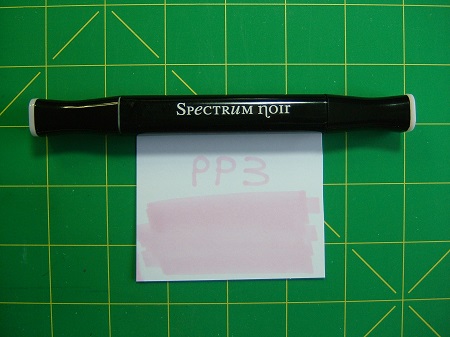 Spectrum noir
PP3